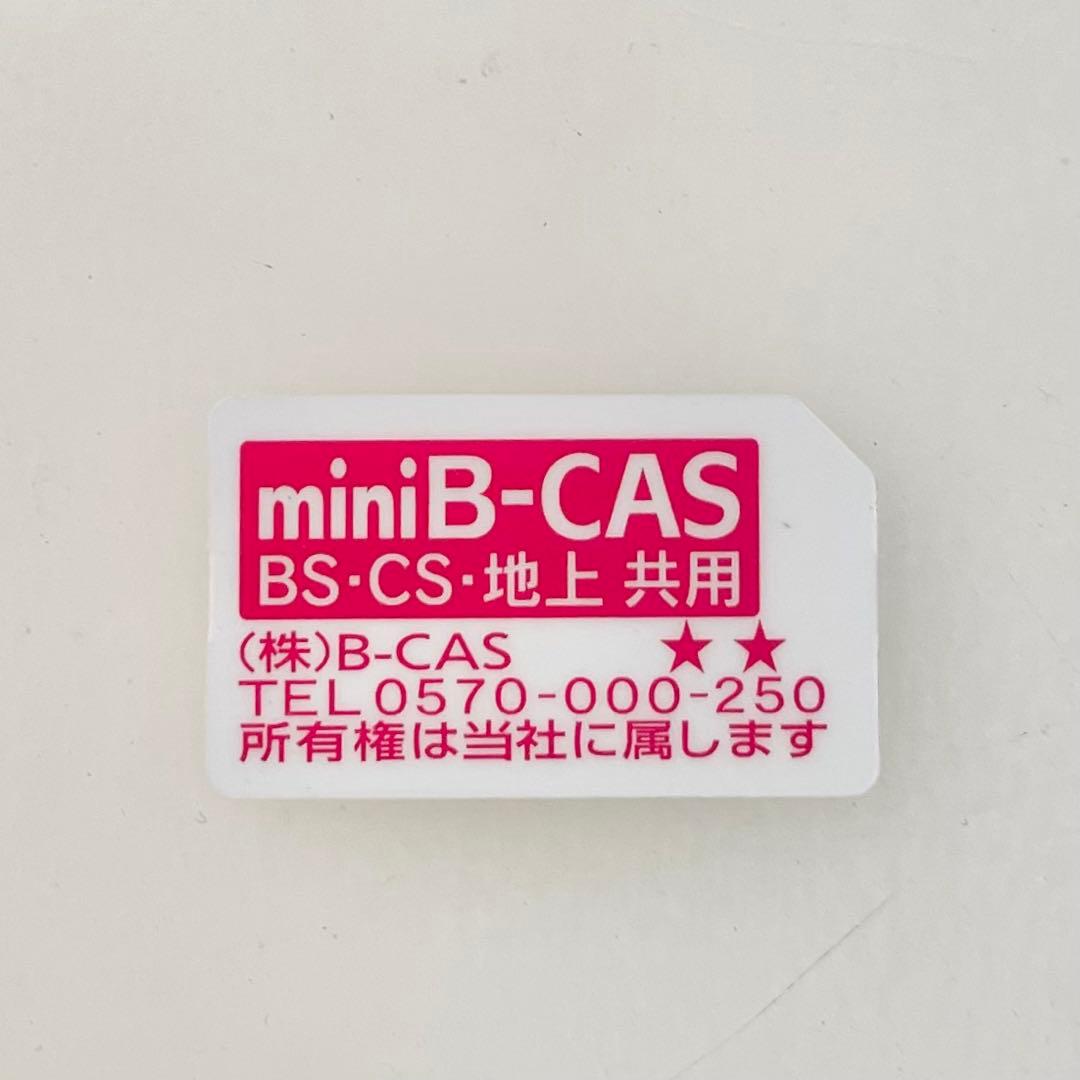 miniB-CAS
BS・CS・地上 共用
(株)B-CAS ★★
TEL 0570-000-250
所有権は当社に属します